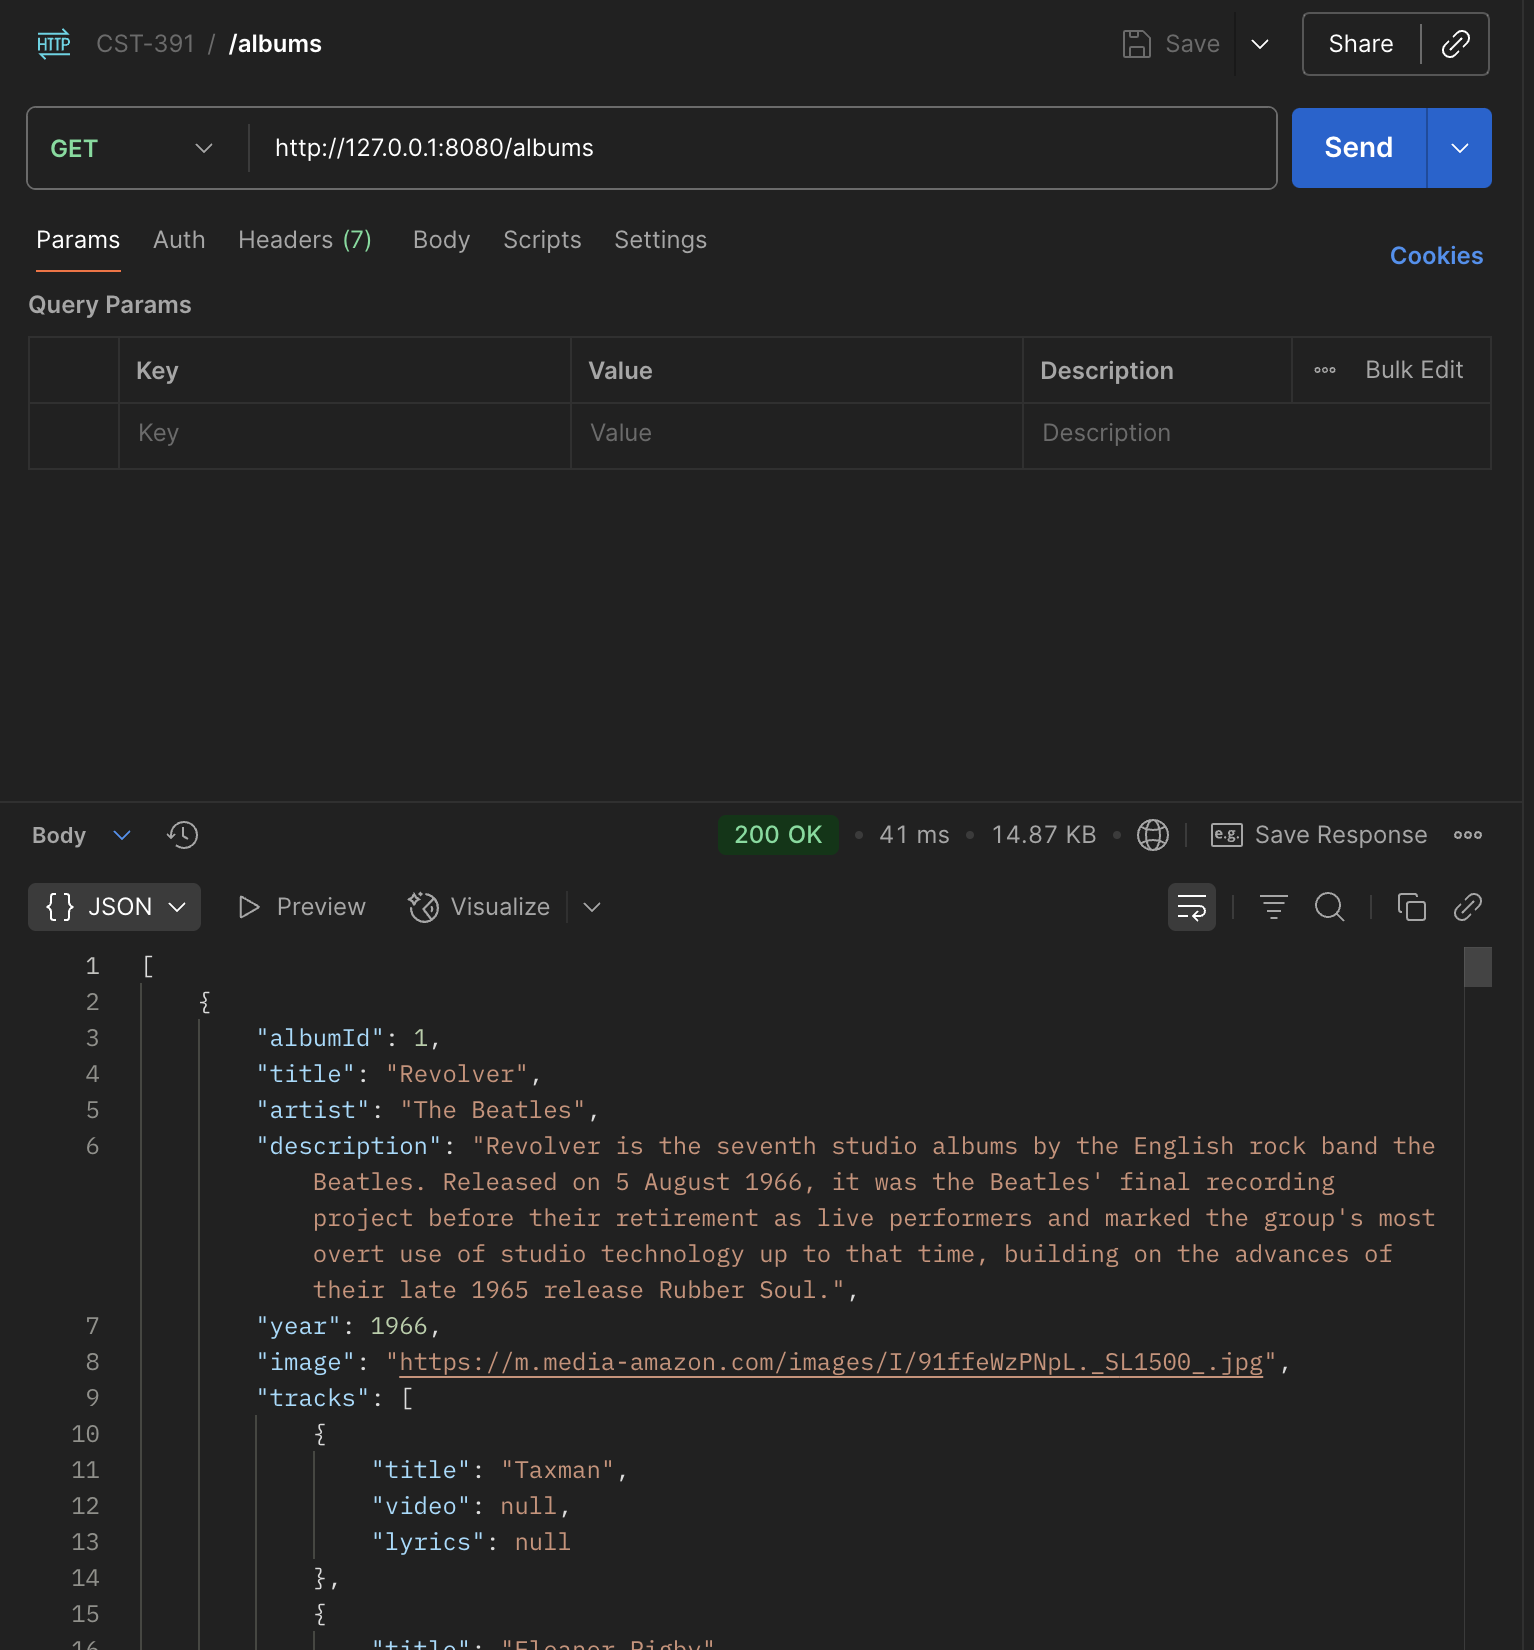 HTTP CST-391 / /albums Save Share
GET http://127.0.0.1:8080/albums Send
Params Auth Headers (7) Body Scripts Settings Cookies
Query Params
Key Value Description Bulk Edit
Key Value Description
Body 200 OK • 41 ms • 14.87 KB • e.g. Save Response
{ } JSON Preview Visualize
1 [
2 {
3 "albumId": 1,
4 "title": "Revolver",
5 "artist": "The Beatles",
6 "description": "Revolver is the seventh studio albums by the English rock band the
Beatles. Released on 5 August 1966, it was the Beatles' final recording
project before their retirement as live performers and marked the group's most
overt use of studio technology up to that time, building on the advances of
their late 1965 release Rubber Soul.",
7 "year": 1966,
8 "image": "https://m.media-amazon.com/images/I/91ffeWzPNpL._SL1500_.jpg",
9 "tracks": [
10 {
11 "title": "Taxman",
12 "video": null,
13 "lyrics": null
14 },
15 {
16 "title": "Eleanor Rigby"